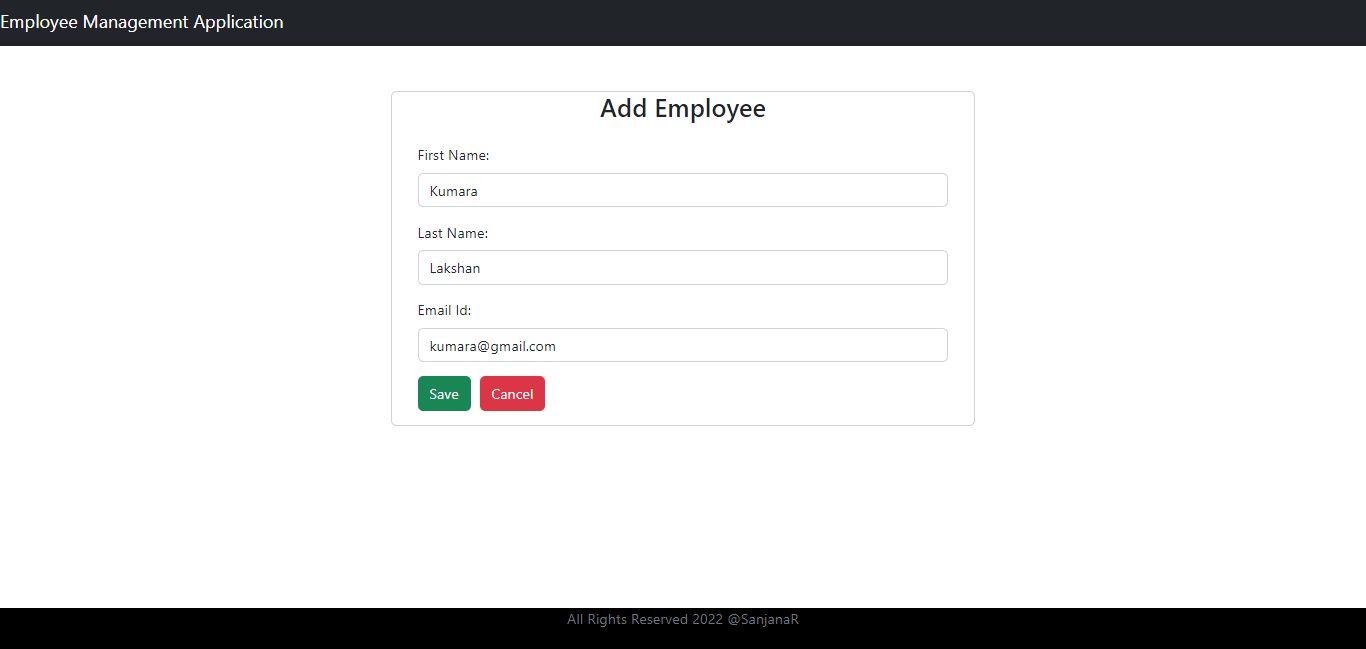 Employee Management Application
Add Employee
First Name:
Kumara
Last Name:
Lakshan
Email Id:
kumara@gmail.com
Save Cancel
All Rights Reserved 2022 @SanjanaR